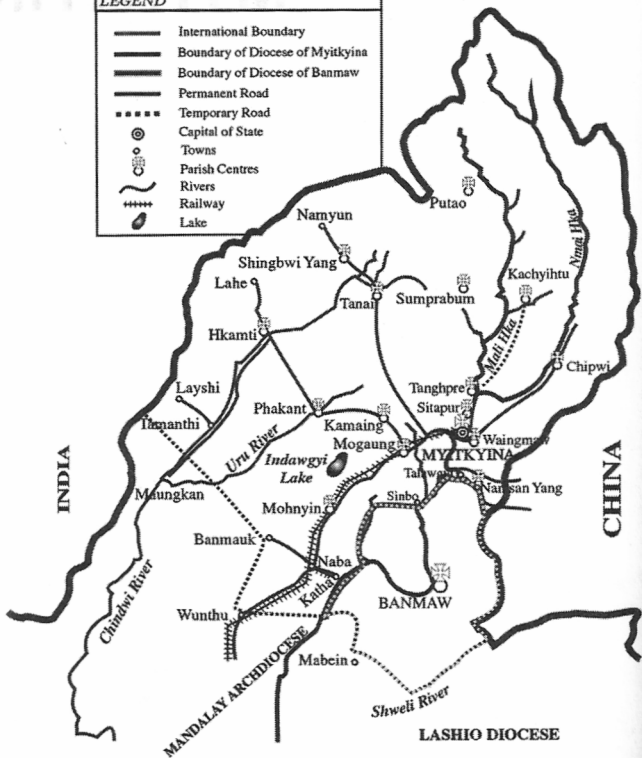 LEGEND
International Boundary
Boundary of Diocese of Myitkyina
Boundary of Diocese of Banmaw
Permanent Road
Temporary Road
Capital of State
Towns
Parish Centres
Rivers
Railway
Lake
Putao
Namyun
Nmai Hka
Shingbwi Yang
Kachyihtu
Lahe
Tanai
Sumprabum
Hkamti
Mali Hka
Chipwi
Tanghpre
Layshi
Sitapur
Phakant
Kamaing
Tamanthi
Mogaung
Waingmaw
Uru River
MYITKYINA
Indawgyi
Lake
INDIA
CHINA
Maungkan
Sinbo
Namsan Yang
Mohnyin
Banmauk
Naba
Katha
Chindwi River
BANMAW
Wunthu
Mabein
MANDALAY ARCHDIOCESE
Shweli River
LASHIO DIOCESE